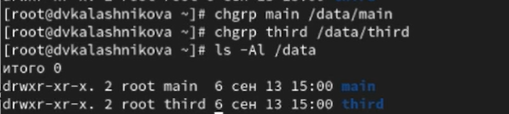 [root@dvkalashnikova ~]# chgrp main /data/main
[root@dvkalashnikova ~]# chgrp third /data/third
[root@dvkalashnikova ~]# ls -Al /data
итого 0
drwxr-xr-x. 2 root main  6 сен 13 15:00 main
drwxr-xr-x. 2 root third 6 сен 13 15:00 third